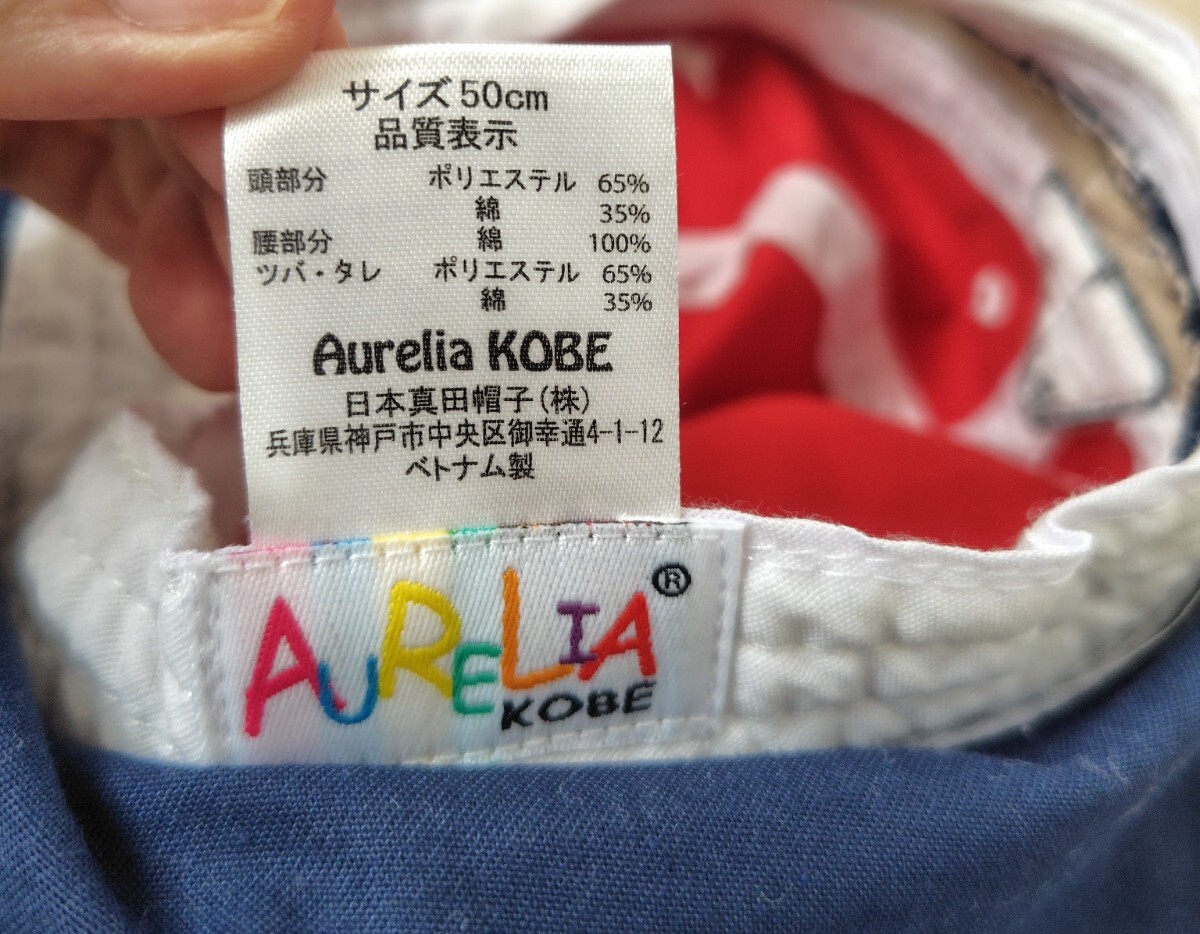 サイズ50cm
品質表示
頭部分 ポリエステル 65%
綿 35%
腰部分 綿 100%
ツバ・タレ ポリエステル 65%
綿 35%
Aurelia KOBE
日本真田帽子(株)
兵庫県神戸市中央区御幸通4-1-12
ベトナム製
AURELIA®
KOBE